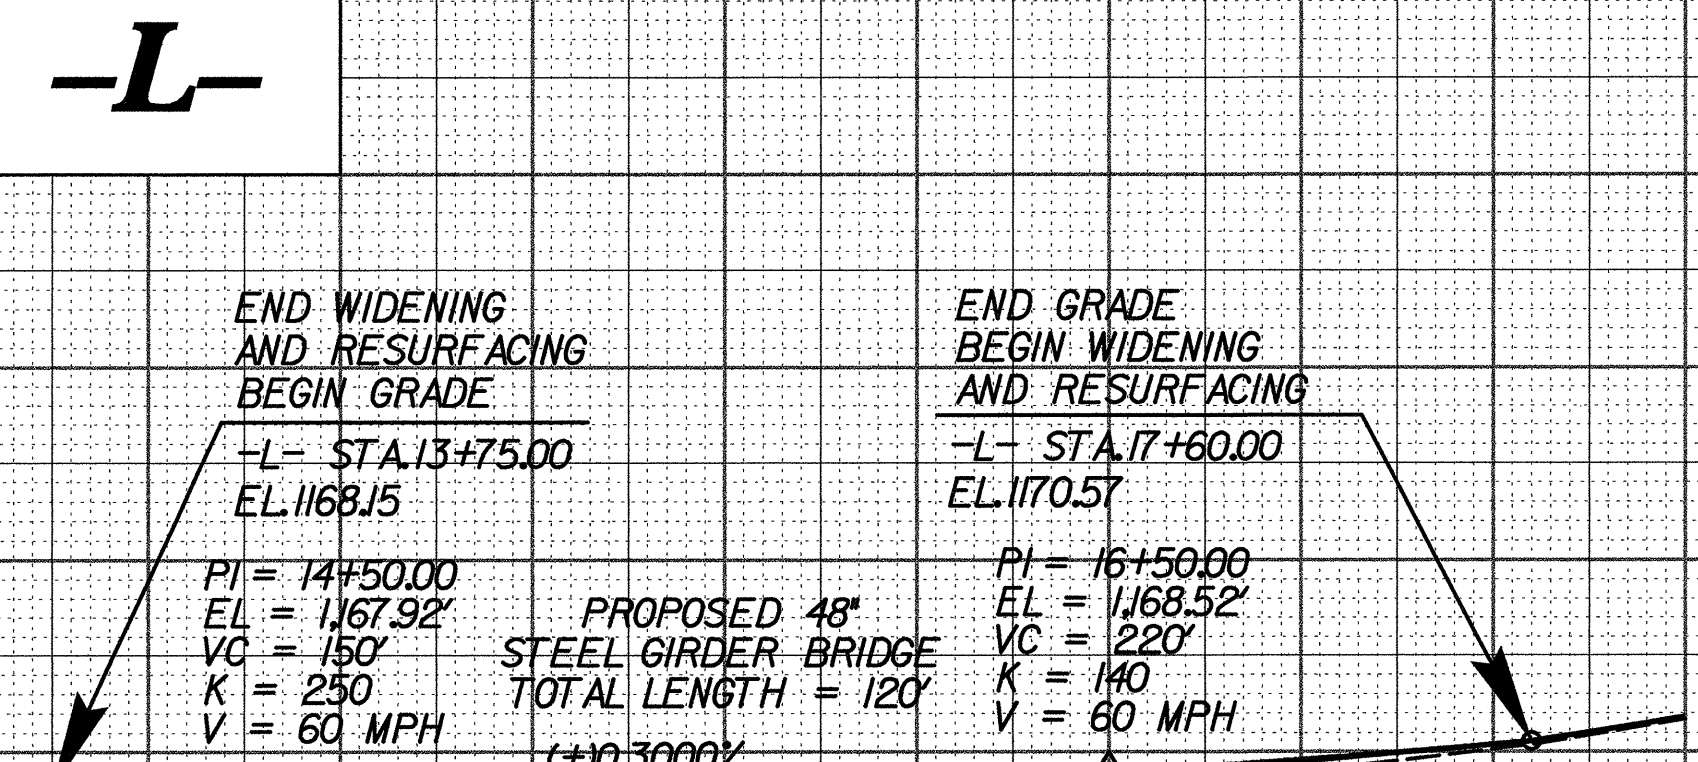 -L-
END WIDENING
AND RESURFACING
BEGIN GRADE
-L- STA.13+75.00
EL.1168.15
PI = 14+50.00
EL = 1,167.92'
VC = 150'
K = 250
V = 60 MPH
PROPOSED 48"
STEEL GIRDER BRIDGE
TOTAL LENGTH = 120'
(+)0.3000%
END GRADE
BEGIN WIDENING
AND RESURFACING
-L- STA.17+60.00
EL.1170.57
PI = 16+50.00
EL = 1,168.52'
VC = 220'
K = 140
V = 60 MPH